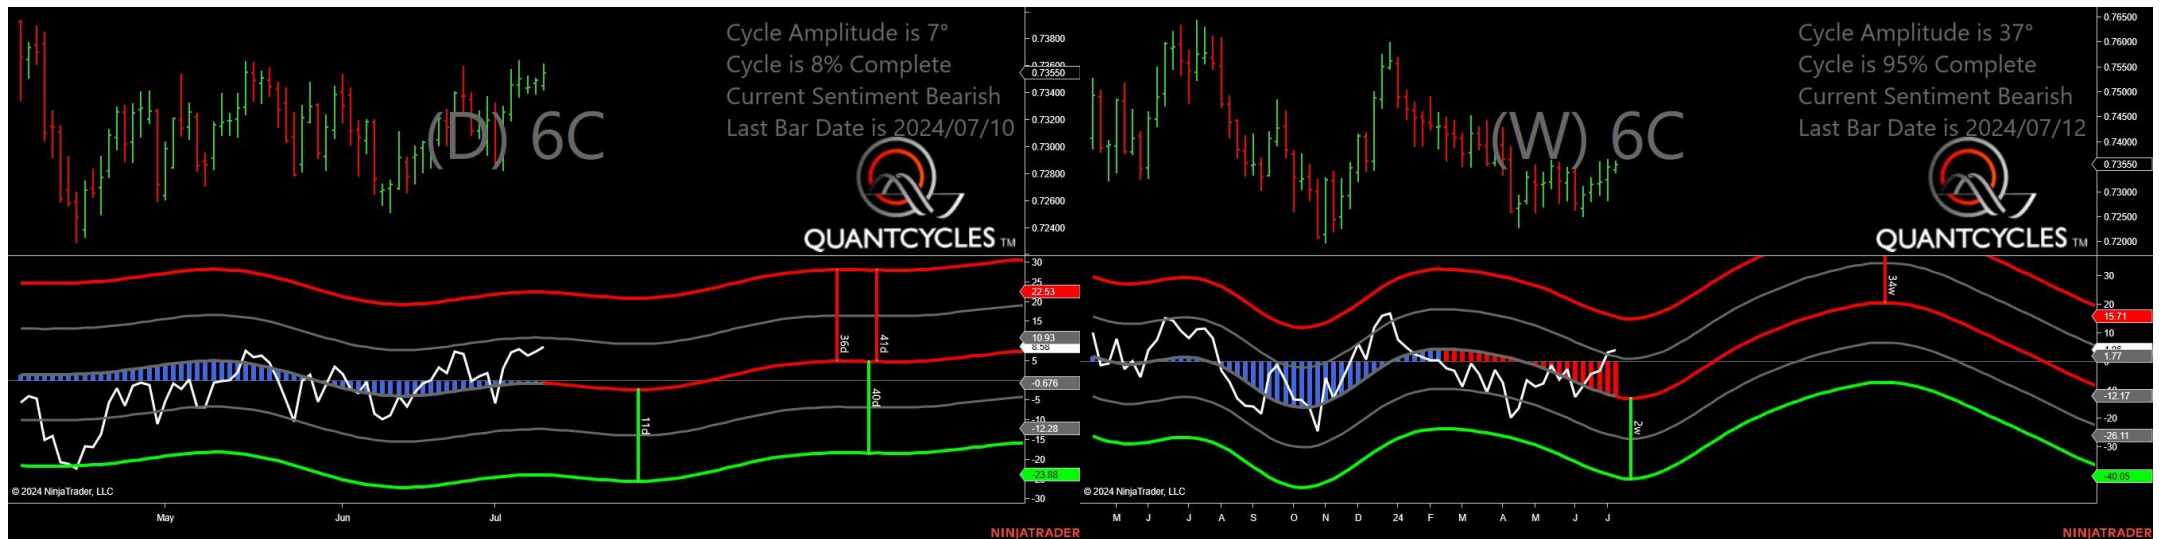 Cycle Amplitude is 7°
Cycle is 8% Complete
Current Sentiment Bearish
Last Bar Date is 2024/07/10
(D) 6C
QUANTCYCLES TM
0.73800
0.73600
0.73550
0.73400
0.73200
0.73000
0.72800
0.72600
0.72400
30
25
22.53
20
15
10.93
8.58
5
-0.676
-5
-10
-12.28
-15
-20
-23.88
-30
36d
41d
40d
11d
© 2024 NinjaTrader, LLC
May
Jun
Jul
NINJATRADER
Cycle Amplitude is 37°
Cycle is 95% Complete
Current Sentiment Bearish
Last Bar Date is 2024/07/12
(W) 6C
QUANTCYCLES TM
0.76500
0.76000
0.75500
0.75000
0.74500
0.74000
0.73550
0.73000
0.72500
0.72000
30
20
15.71
10
1.77
-12.17
-20
-26.11
-30
-40.05
34w
2w
© 2024 NinjaTrader, LLC
M J J A S O N D 24 F M A M J J
NINJATRADER